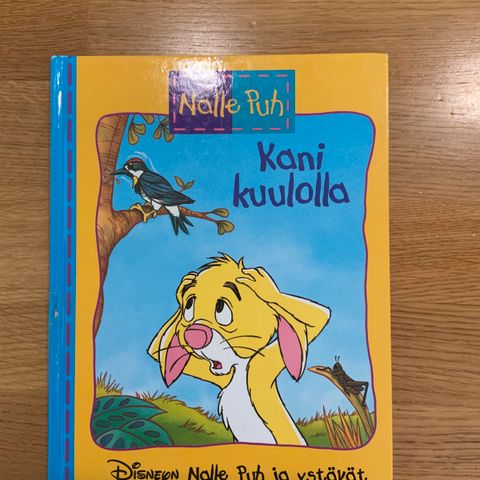 Nalle Puh
Kani
kuulolla
Disneyn Nalle Puh ja ystävät